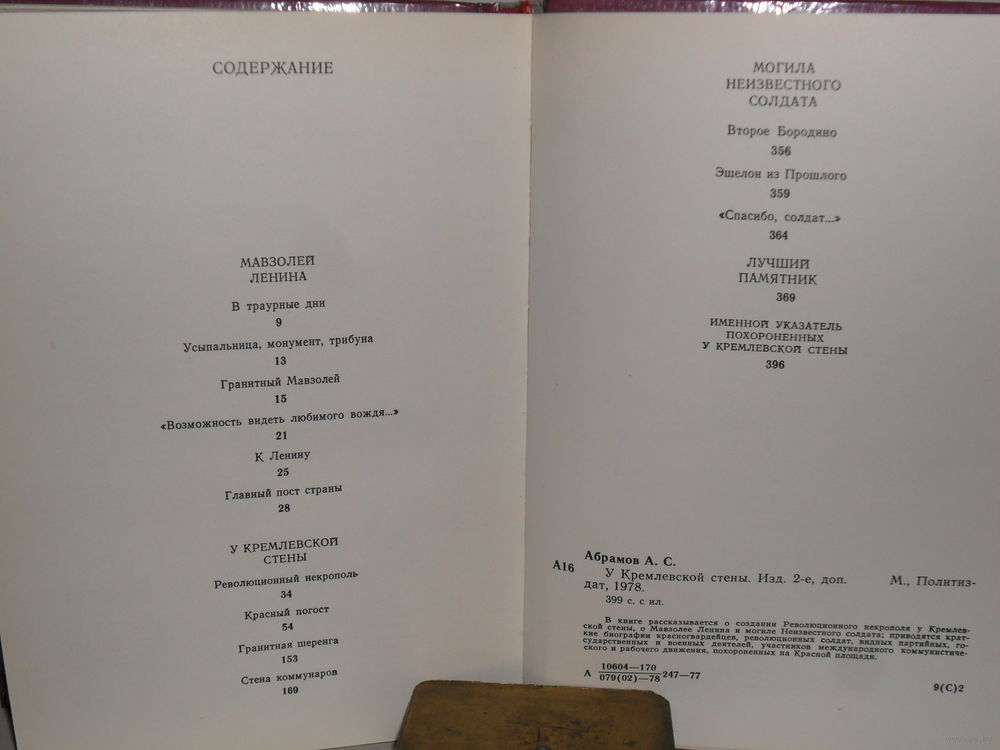 СОДЕРЖАНИЕ
МАВЗОЛЕЙ
ЛЕНИНА
В траурные дни
9
Усыпальница, монумент, трибуна
13
Гранитный Мавзолей
15
«Возможность видеть любимого вождя...»
21
К Ленину
25
Главный пост страны
28
У КРЕМЛЕВСКОЙ
СТЕНЫ
Революционный некрополь
34
Красный погост
54
Гранитная шеренга
153
Стена коммунаров
169
МОГИЛА
НЕИЗВЕСТНОГО
СОЛДАТА
Второе Бородино
356
Эшелон из Прошлого
359
«Спасибо, солдат...»
364
ЛУЧШИЙ
ПАМЯТНИК
369
ИМЕННОЙ УКАЗАТЕЛЬ
ПОХОРОНЕННЫХ
У КРЕМЛЕВСКОЙ СТЕНЫ
396
Абрамов А. С.
А16 У Кремлевской стены. Изд. 2-е, доп. М., Политиз-
дат, 1978.
399 с. с ил.
В книге рассказывается о создании Революционного некрополя у Кремлев-
ской стены, о Мавзолее Ленина и могиле Неизвестного солдата; приводятся крат-
кие биографии красногвардейцев, революционных солдат, видных партийных, го-
сударственных и военных деятелей, участников международного коммунистиче-
ского и рабочего движения, похороненных на Красной площади.
10604—170
А 247—77
079(02)—78
9(С)2